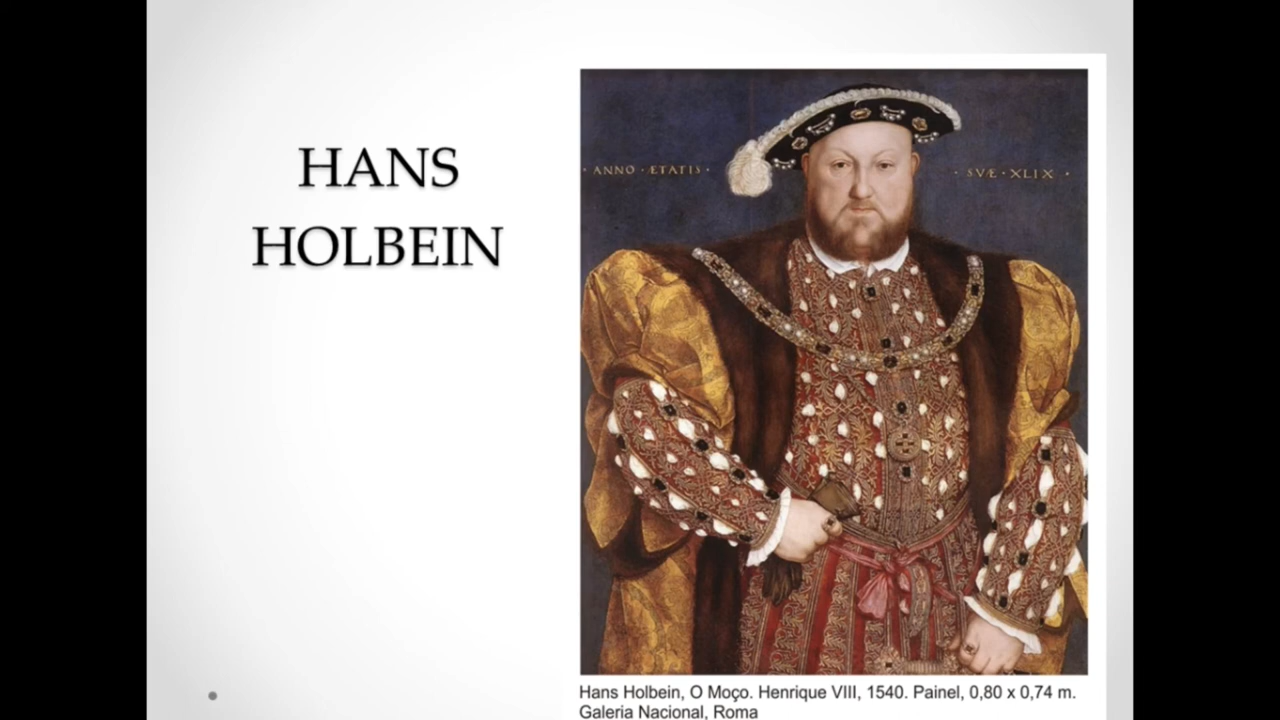 HANS
HOLBEIN
· ANNO · ÆTATIS ·
· SVÆ · XLIX ·
Hans Holbein, O Moço. Henrique VIII, 1540. Painel, 0,80 x 0,74 m.
Galeria Nacional, Roma